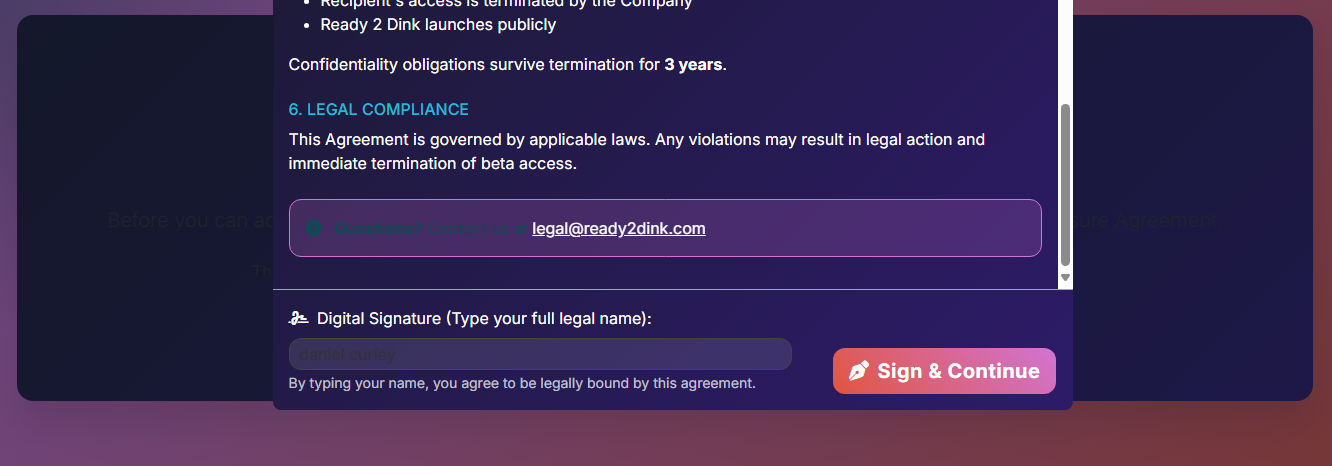 Recipient's access is terminated by the Company
Ready 2 Dink launches publicly
Confidentiality obligations survive termination for 3 years.
6. LEGAL COMPLIANCE
This Agreement is governed by applicable laws. Any violations may result in legal action and
immediate termination of beta access.
Before you can ac
ure Agreement.
Questions? Contact us at legal@ready2dink.com
Th
Digital Signature (Type your full legal name):
daniel curley
By typing your name, you agree to be legally bound by this agreement.
Sign & Continue